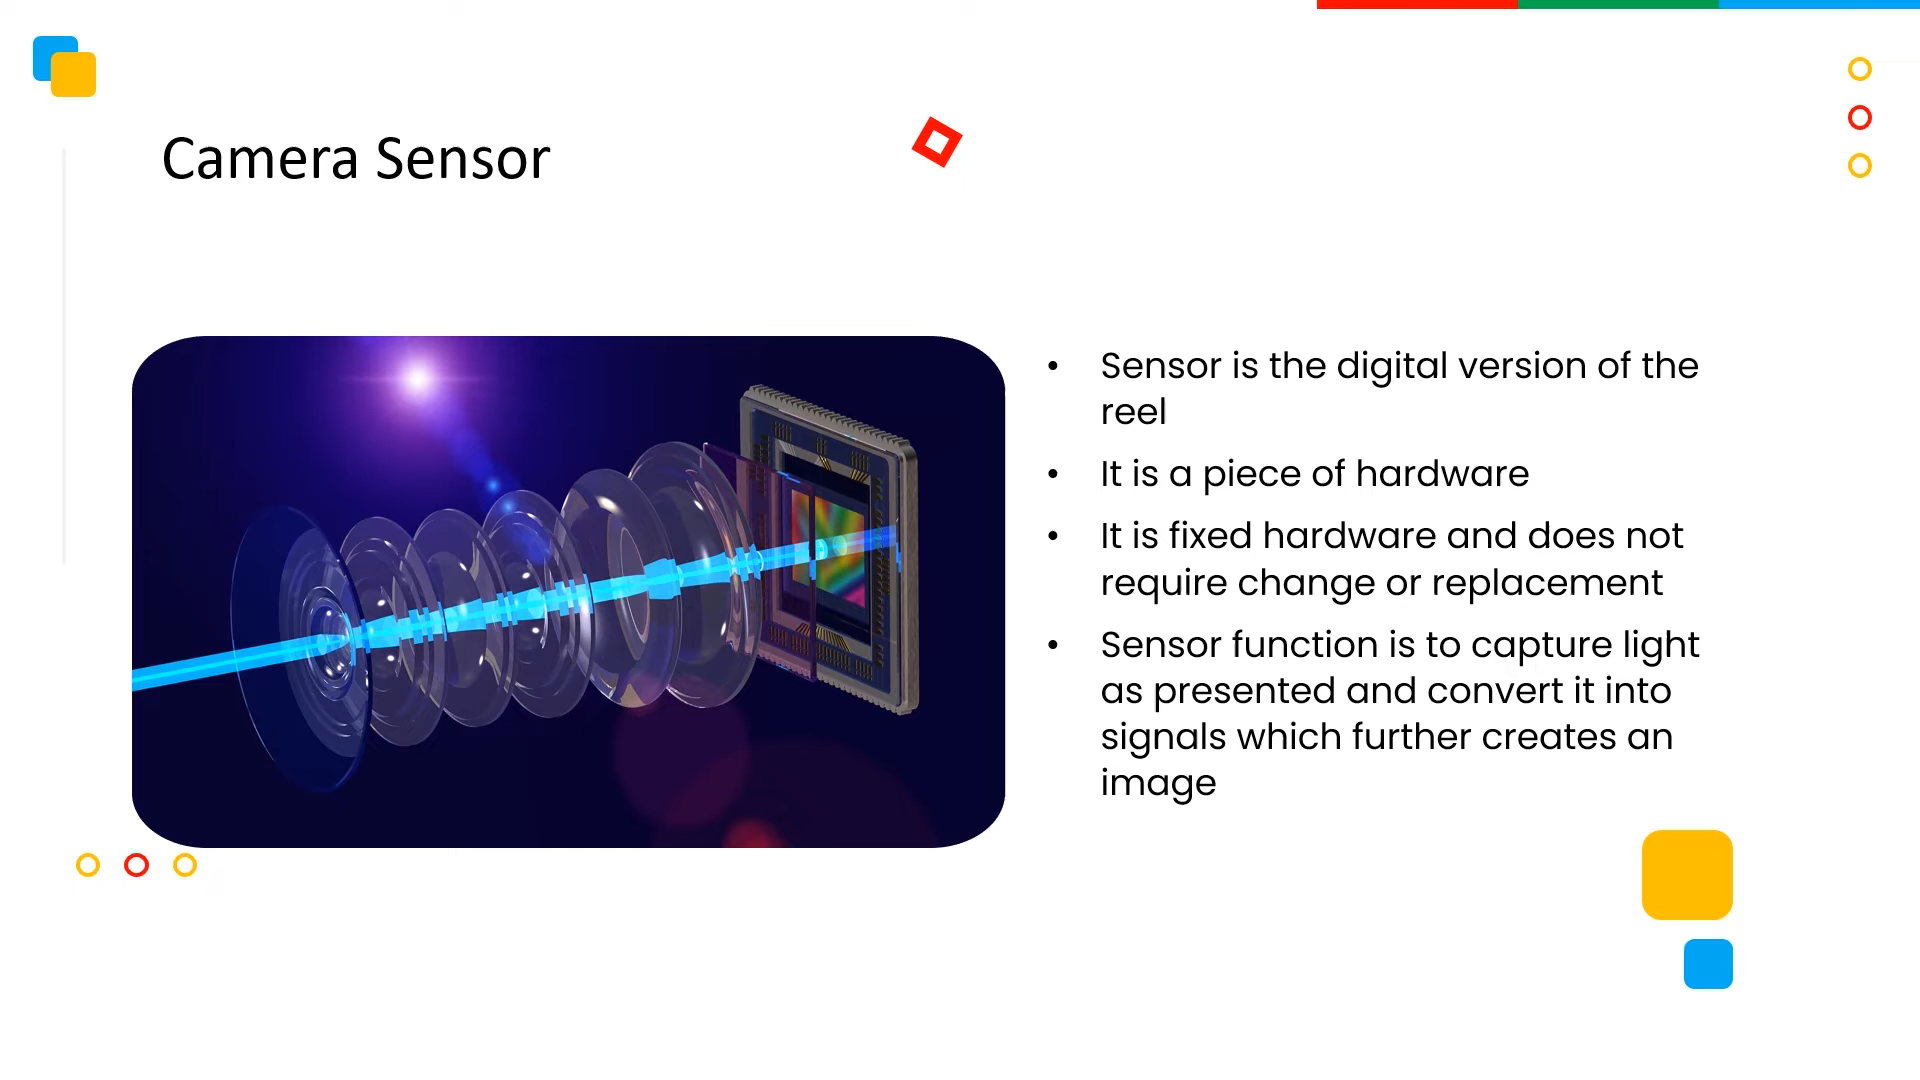 Camera Sensor
• Sensor is the digital version of the
reel
• It is a piece of hardware
• It is fixed hardware and does not
require change or replacement
• Sensor function is to capture light
as presented and convert it into
signals which further creates an
image